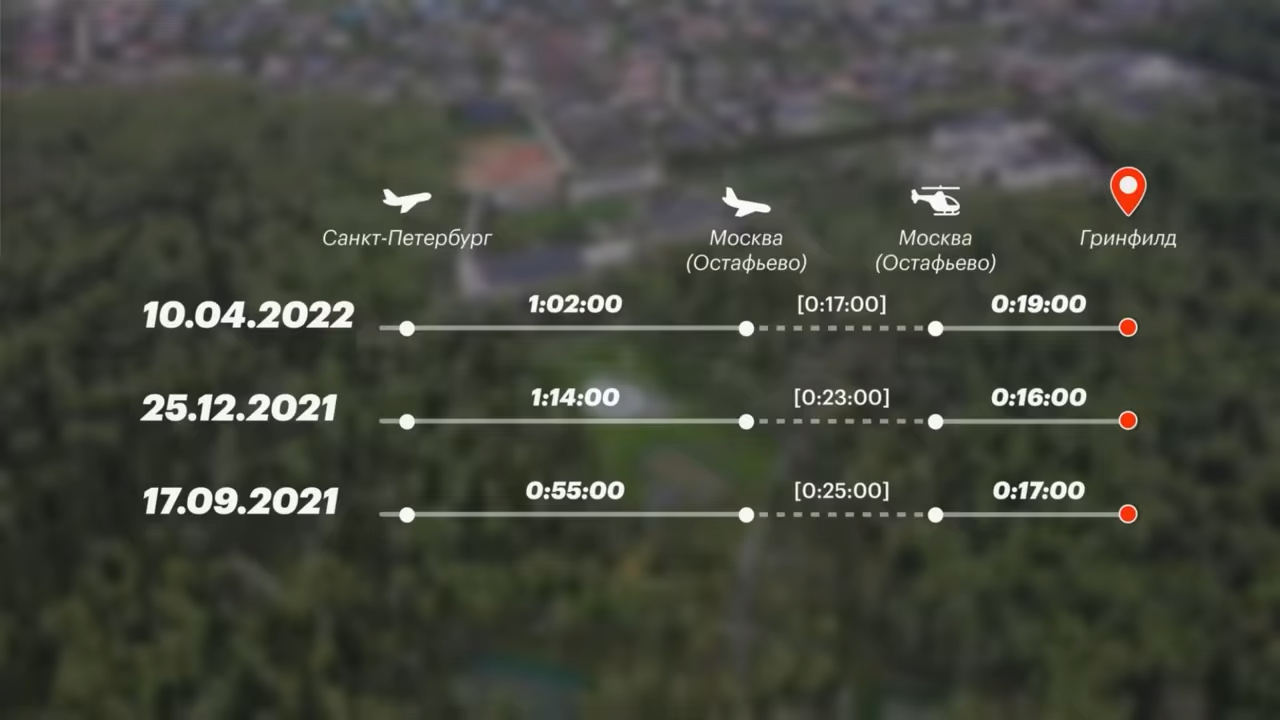 Санкт-Петербург
Москва
(Остафьево)
Москва
(Остафьево)
Гринфилд
10.04.2022
1:02:00
[0:17:00]
0:19:00
25.12.2021
1:14:00
[0:23:00]
0:16:00
17.09.2021
0:55:00
[0:25:00]
0:17:00